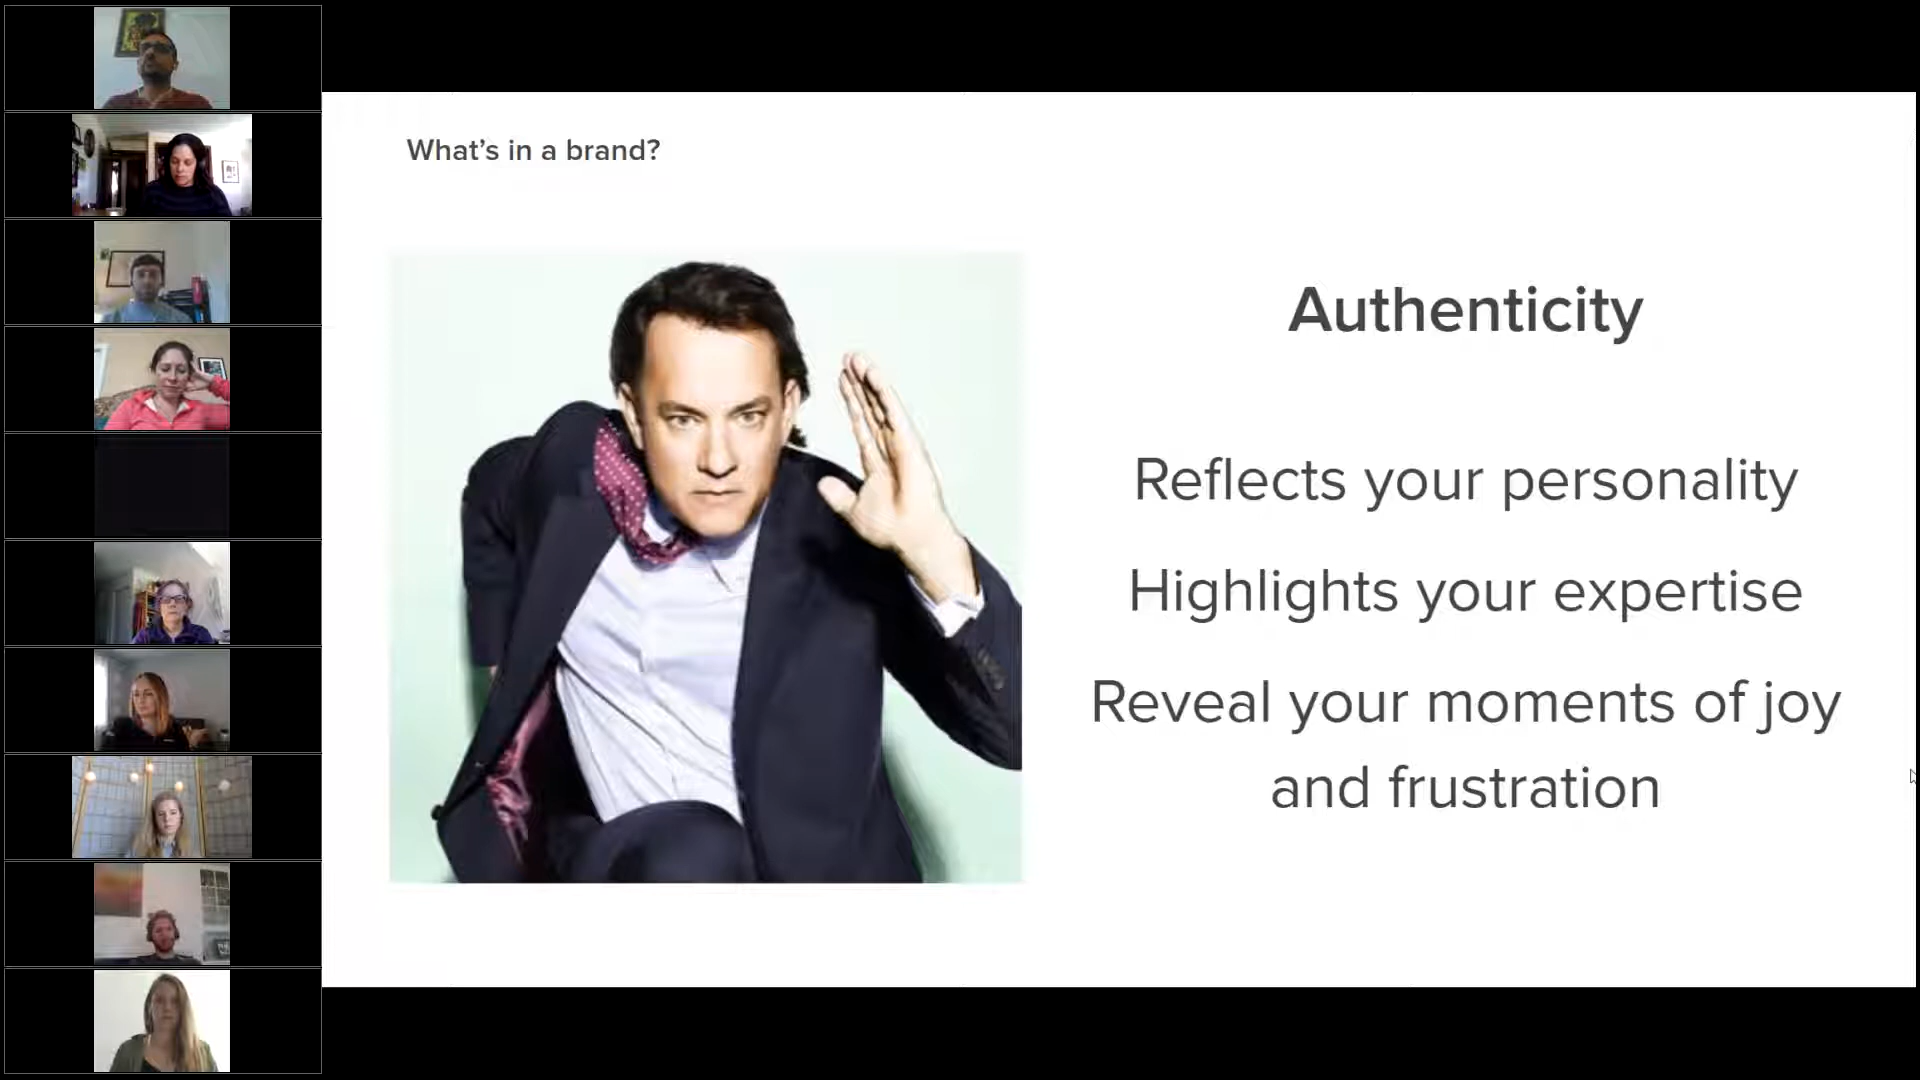 What's in a brand?
Authenticity
Reflects your personality
Highlights your expertise
Reveal your moments of joy
and frustration